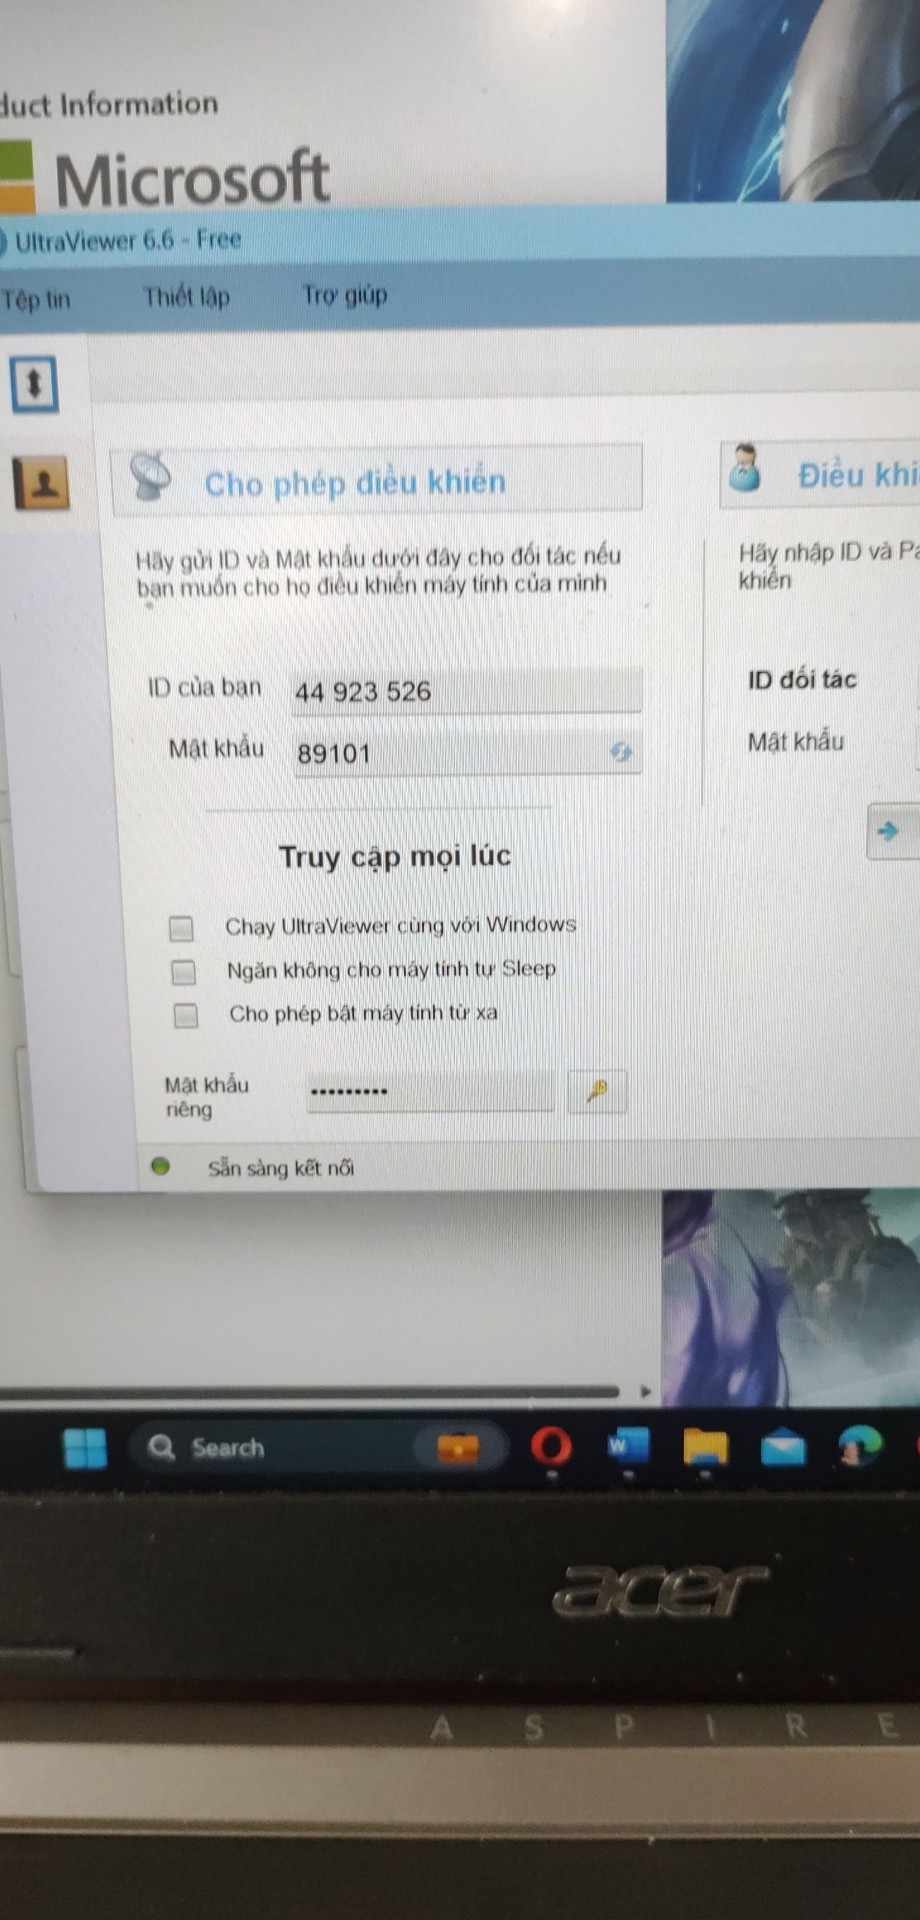 duct Information
Microsoft
UltraViewer 6.6 - Free
Tệp tin Thiết lập Trợ giúp
Cho phép điều khiển
Hãy gửi ID và Mật khẩu dưới đây cho đối tác nếu
bạn muốn cho họ điều khiển máy tính của mình
ID của bạn 44 923 526
Mật khẩu 89101
Truy cập mọi lúc
Chạy UltraViewer cùng với Windows
Ngăn không cho máy tính tự Sleep
Cho phép bật máy tính từ xa
Mật khẩu
riêng
•••••••••
Sẵn sàng kết nối
Điều khi
Hãy nhập ID và Pa
khiển
ID đối tác
Mật khẩu
Search
W
acer
ASPIRE